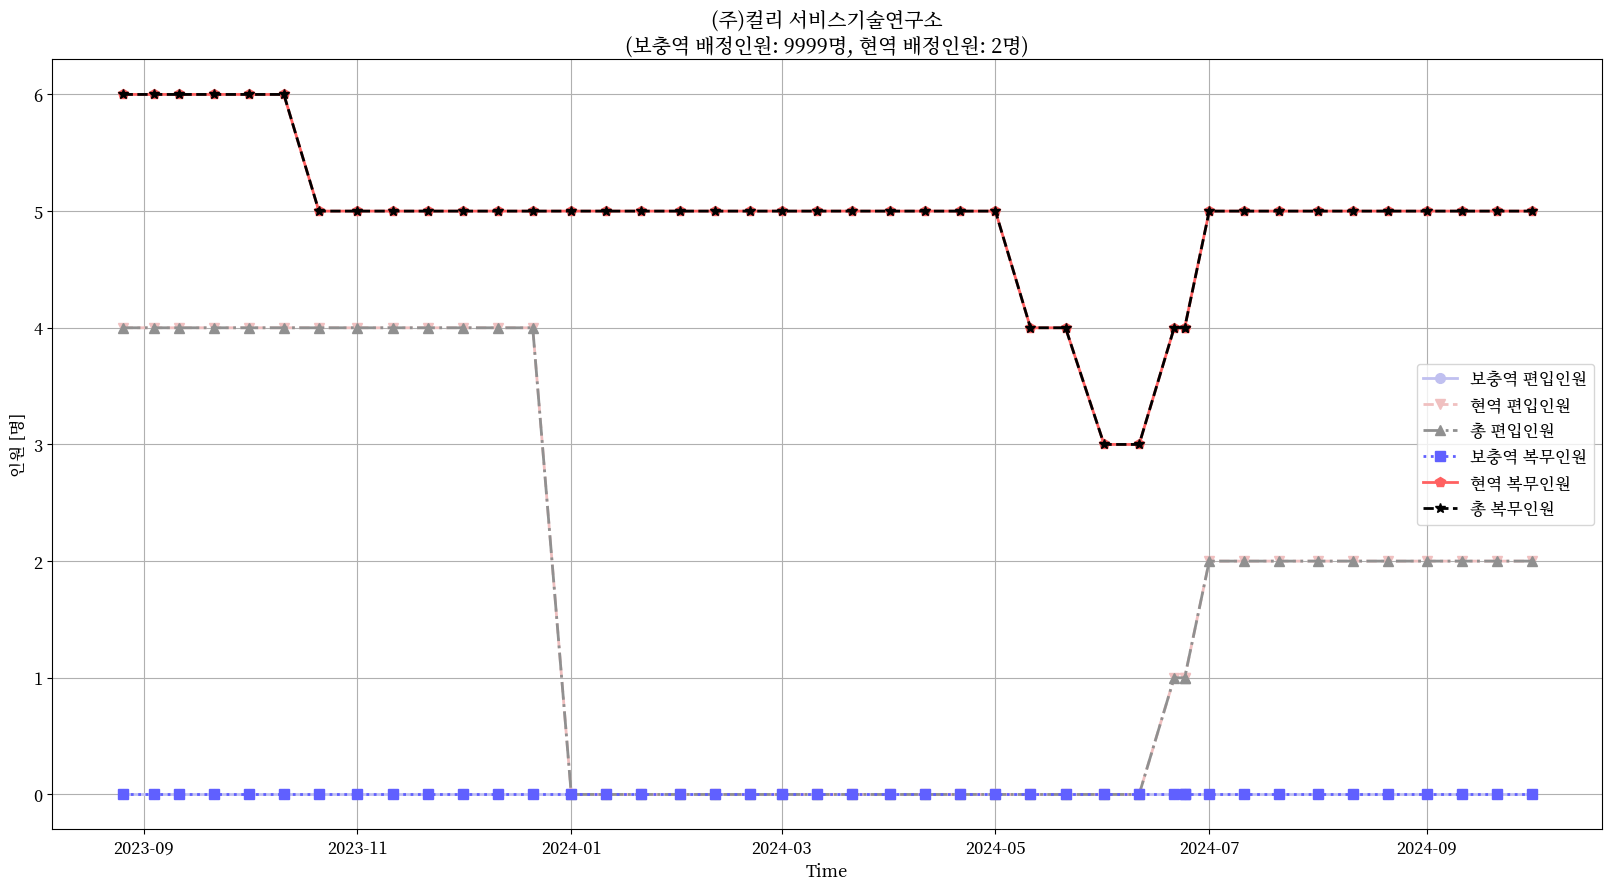 (주)컬리 서비스기술연구소
(보충역 배정인원: 9999명, 현역 배정인원: 2명)
6
5
4
3
2
1
0
인원 [명]
보충역 편입인원
현역 편입인원
총 편입인원
보충역 복무인원
현역 복무인원
총 복무인원
2023-09
2023-11
2024-01
2024-03
2024-05
2024-07
2024-09
Time